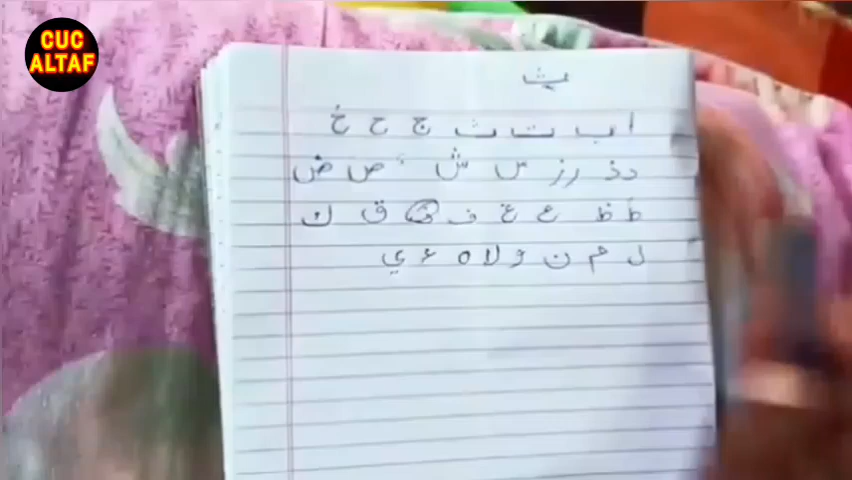 CUC
ALTAF
ث
ا ب ت ث ج ح خ
د ذ ر ز س ش ص ض
ط ظ ع غ ف ق ك
ل م ن و لا ه ء ي